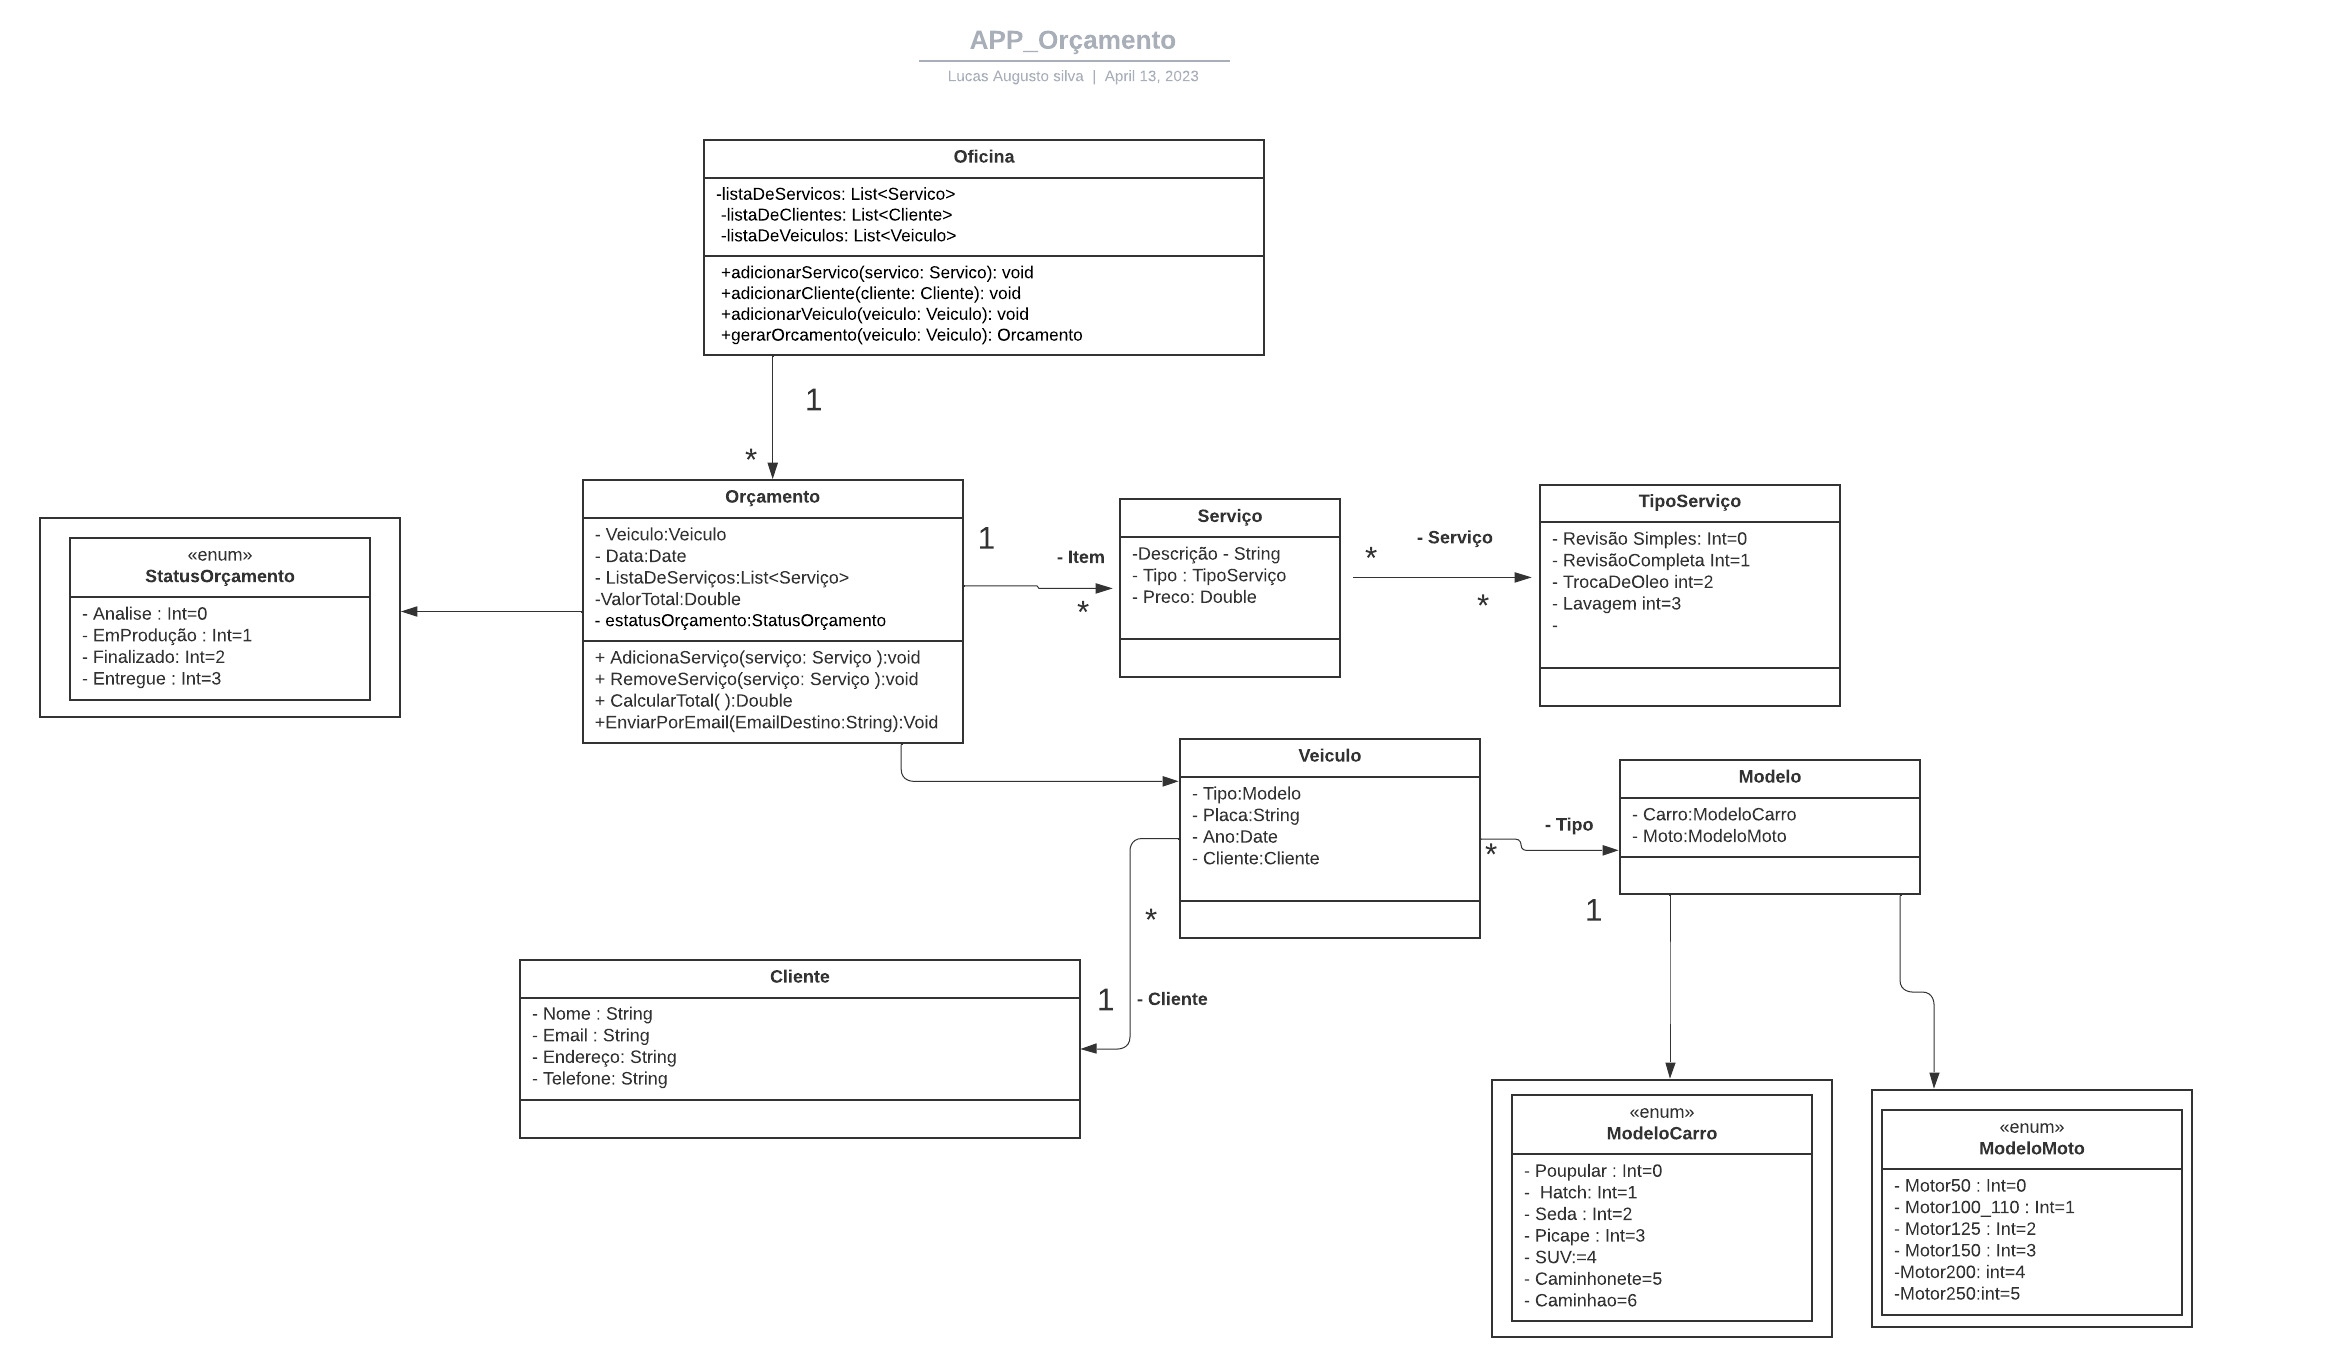 APP_Orçamento
Lucas Augusto silva | April 13, 2023
Oficina
-listaDeServicos: List<Servico>
-listaDeClientes: List<Cliente>
-listaDeVeiculos: List<Veiculo>
+adicionarServico(servico: Servico): void
+adicionarCliente(cliente: Cliente): void
+adicionarVeiculo(veiculo: Veiculo): void
+gerarOrcamento(veiculo: Veiculo): Orcamento
1
*
«enum»
StatusOrçamento
- Analise : Int=0
- EmProdução : Int=1
- Finalizado: Int=2
- Entregue : Int=3
Orçamento
- Veiculo:Veiculo
- Data:Date
- ListaDeServiços:List<Serviço>
-ValorTotal:Double
- estatusOrçamento:StatusOrçamento
+ AdicionaServiço(serviço: Serviço ):void
+ RemoveServiço(serviço: Serviço ):void
+ CalcularTotal( ):Double
+EnviarPorEmail(EmailDestino:String):Void
1
- Item
*
Serviço
-Descrição - String
- Tipo : TipoServiço
- Preco: Double
*
- Serviço
*
TipoServiço
- Revisão Simples: Int=0
- RevisãoCompleta Int=1
- TrocaDeOleo int=2
- Lavagem int=3
-
Veiculo
- Tipo:Modelo
- Placa:String
- Ano:Date
- Cliente:Cliente
- Tipo
*
1
Modelo
- Carro:ModeloCarro
- Moto:ModeloMoto
*
1
- Cliente
Cliente
- Nome : String
- Email : String
- Endereço: String
- Telefone: String
«enum»
ModeloCarro
- Poupular : Int=0
-  Hatch: Int=1
- Seda : Int=2
- Picape : Int=3
- SUV:=4
- Caminhonete=5
- Caminhao=6
«enum»
ModeloMoto
- Motor50 : Int=0
- Motor100_110 : Int=1
- Motor125 : Int=2
- Motor150 : Int=3
-Motor200: int=4
-Motor250:int=5